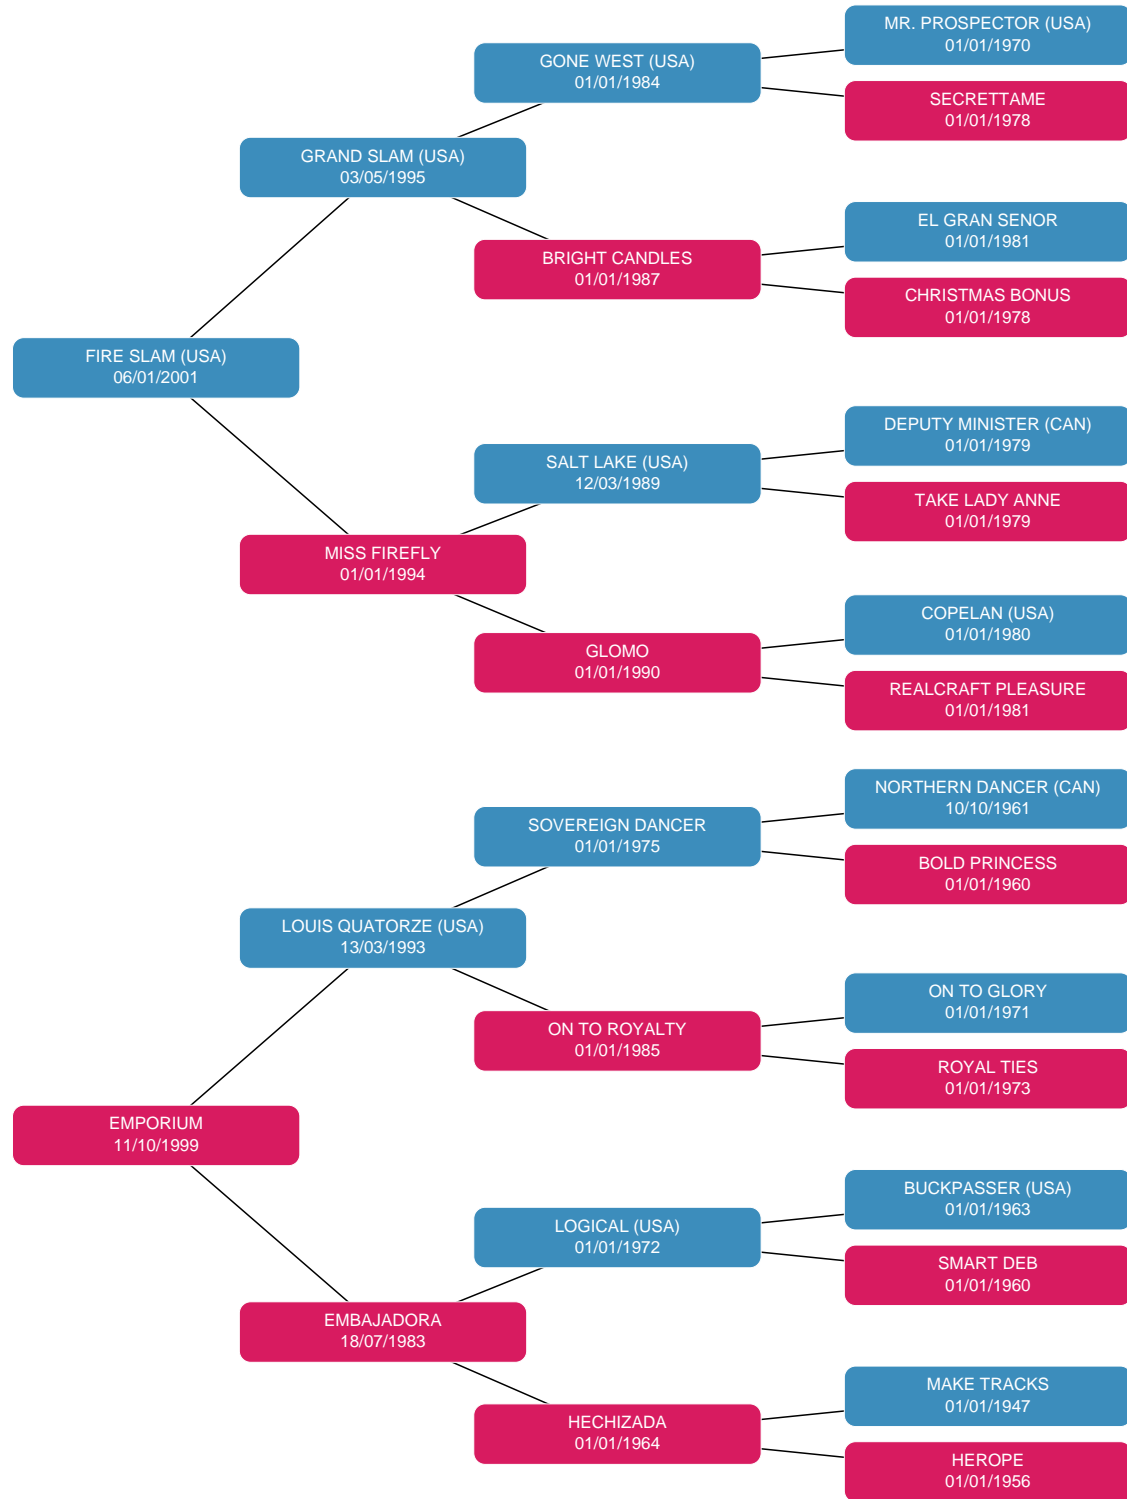 MR. PROSPECTOR (USA)
01/01/1970
GONE WEST (USA)
01/01/1984
SECRETTAME
01/01/1978
GRAND SLAM (USA)
03/05/1995
EL GRAN SENOR
01/01/1981
BRIGHT CANDLES
01/01/1987
CHRISTMAS BONUS
01/01/1978
FIRE SLAM (USA)
06/01/2001
DEPUTY MINISTER (CAN)
01/01/1979
SALT LAKE (USA)
12/03/1989
TAKE LADY ANNE
01/01/1979
MISS FIREFLY
01/01/1994
COPELAN (USA)
01/01/1980
GLOMO
01/01/1990
REALCRAFT PLEASURE
01/01/1981
NORTHERN DANCER (CAN)
10/10/1961
SOVEREIGN DANCER
01/01/1975
BOLD PRINCESS
01/01/1960
LOUIS QUATORZE (USA)
13/03/1993
ON TO GLORY
01/01/1971
ON TO ROYALTY
01/01/1985
ROYAL TIES
01/01/1973
EMPORIUM
11/10/1999
BUCKPASSER (USA)
01/01/1963
LOGICAL (USA)
01/01/1972
SMART DEB
01/01/1960
EMBAJADORA
18/07/1983
MAKE TRACKS
01/01/1947
HECHIZADA
01/01/1964
HEROPE
01/01/1956